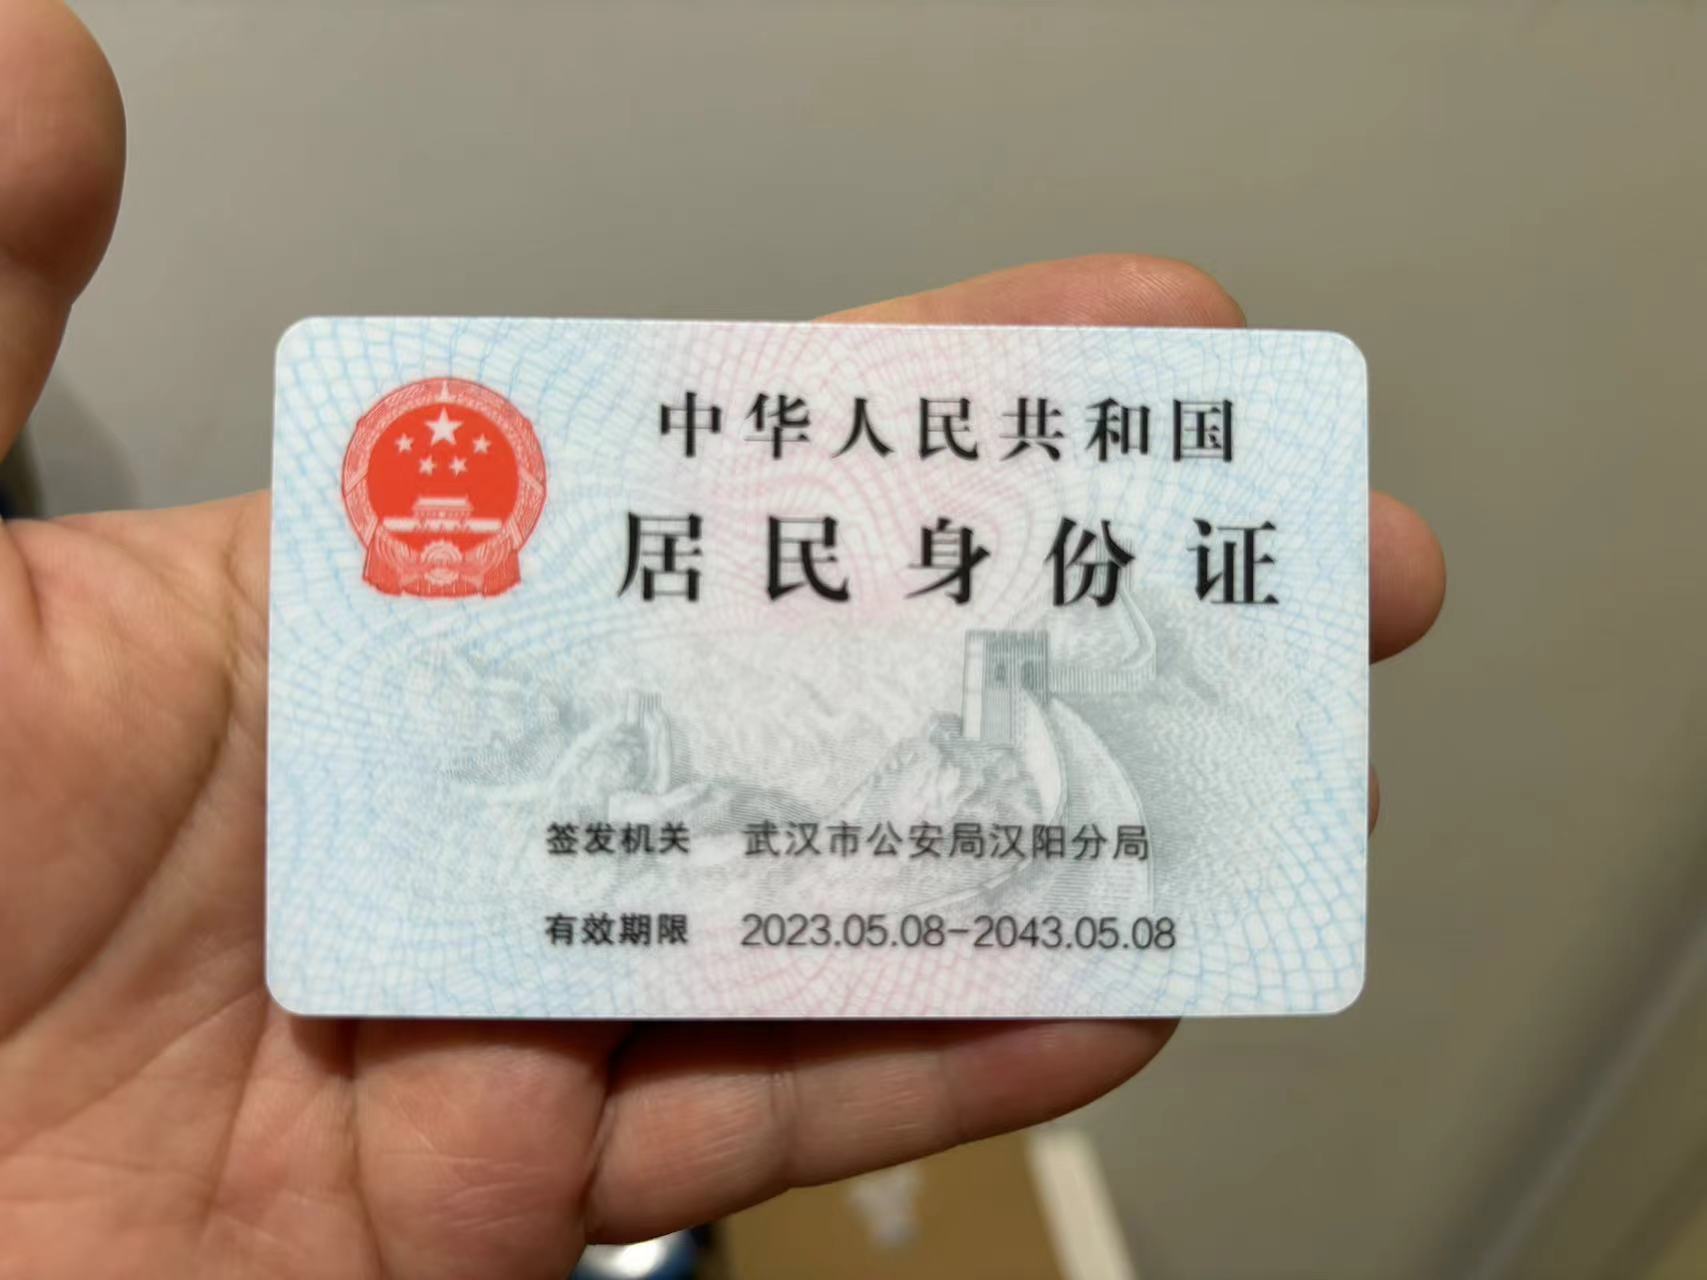 中华人民共和国
居民身份证
签发机关 武汉市公安局汉阳分局
有效期限 2023.05.08-2043.05.08